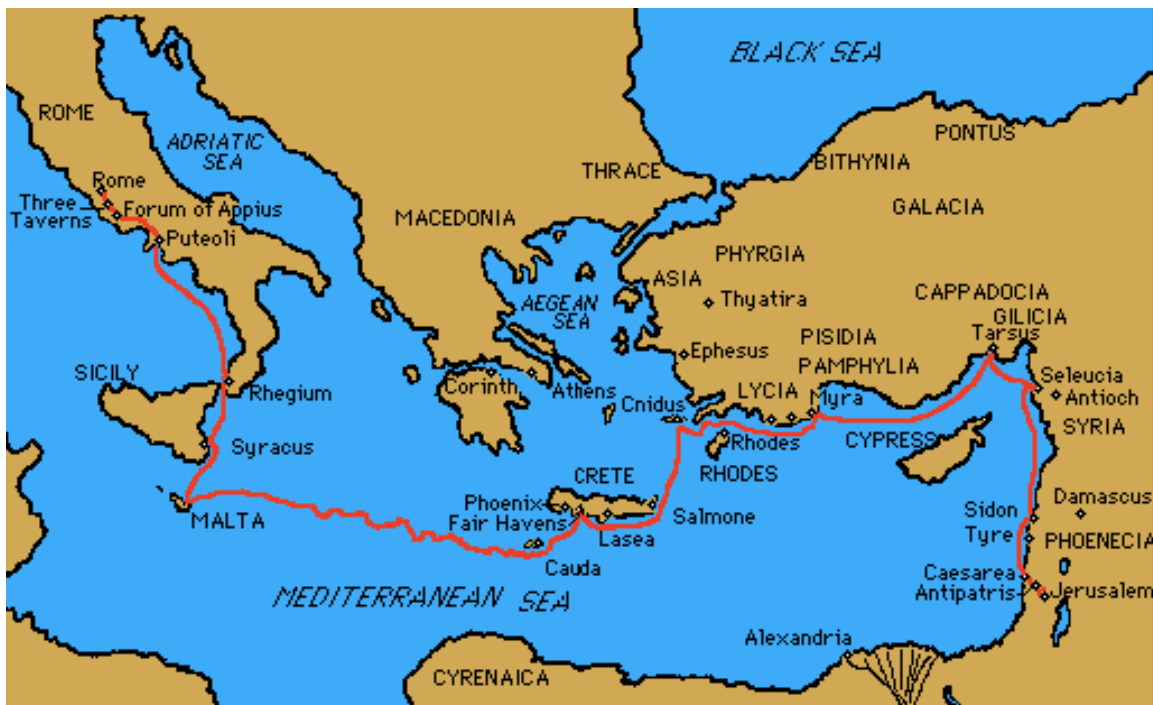 BLACK SEA
ROME
ADRIATIC
SEA
PONTUS
BITHYNIA
THRACE
Rome
Three
Taverns
Forum of Appius
MACEDONIA
GALACIA
Puteoli
PHYRGIA
ASIA
Thyatira
AEGEAN
SEA
CAPPADOCIA
GILICIA
Tarsus
PISIDIA
Ephesus
PAMPHYLIA
SICILY
Rhegium
Corinth
Athens
LYCIA
Myra
Seleucia
Antioch
Cnidus
Syracus
Rhodes
CYPRESS
SYRIA
RHODES
CRETE
Phoenix
Fair Havens
Salmone
Damascus
Sidon
Tyre
MALTA
Lasea
PHOENECIA
Cauda
Caesarea
Antipatris
Jerusalem
MEDITERRANEAN SEA
Alexandria
CYRENAICA